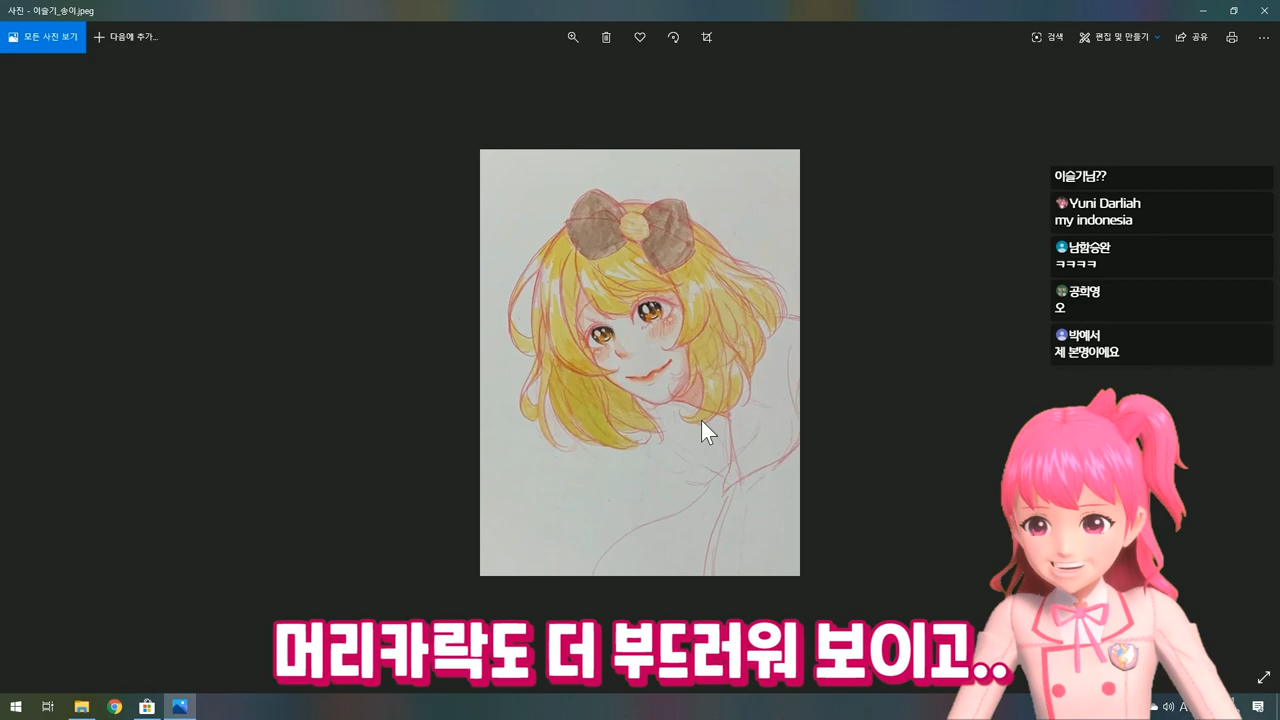 사진 - 이슬기_송이.jpeg
모든 사진 보기
다음에 추가...
검색
편집 및 만들기
공유
이슬기님??
Yuni Darliah
my indonesia
남함승완
ㅋㅋㅋㅋ
공희영
오
박예서
제 본명이에요
머리카락도 더 부드러워 보이고..
A